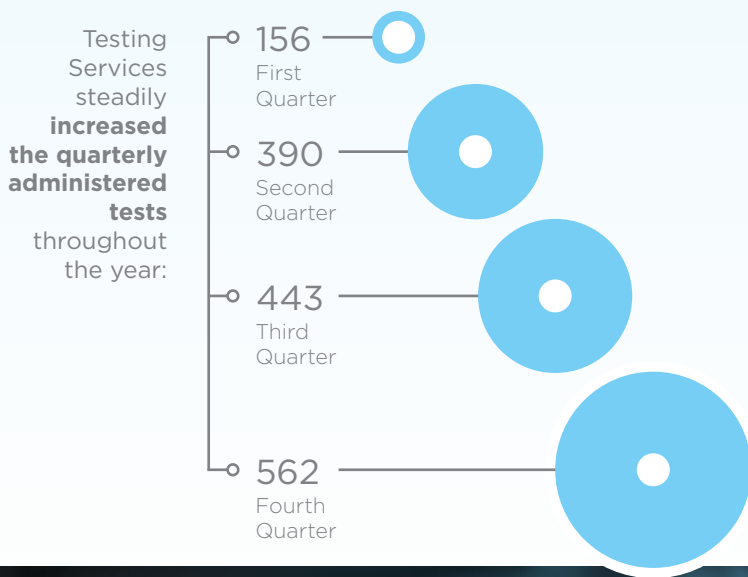 Testing
Services
steadily
increased
the quarterly
administered
tests
throughout
the year:
156
First
Quarter
390
Second
Quarter
443
Third
Quarter
562
Fourth
Quarter